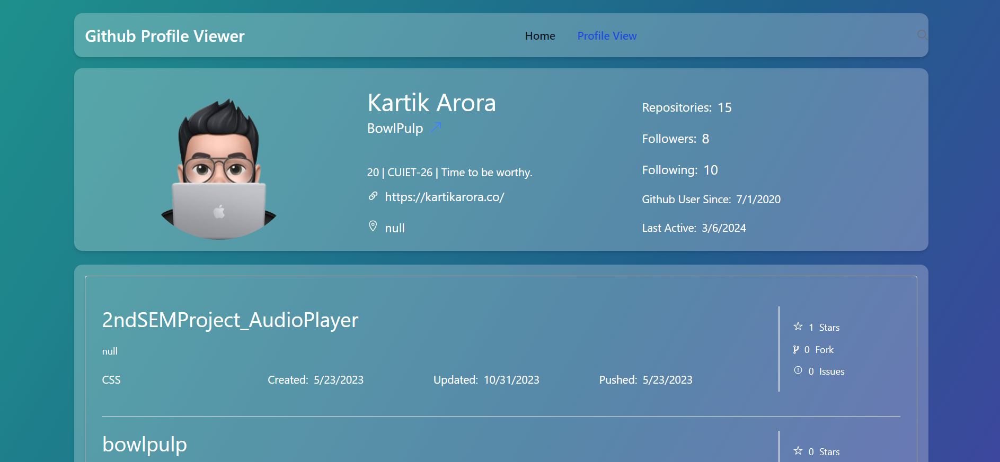 Github Profile Viewer
Home
Profile View
Kartik Arora
BowlPulp
20 | CUIET-26 | Time to be worthy.
https://kartikarora.co/
null
Repositories: 15
Followers: 8
Following: 10
Github User Since: 7/1/2020
Last Active: 3/6/2024
2ndSEMProject_AudioPlayer
null
CSS
Created: 5/23/2023
Updated: 10/31/2023
Pushed: 5/23/2023
1 Stars
0 Fork
0 Issues
bowlpulp
0 Stars